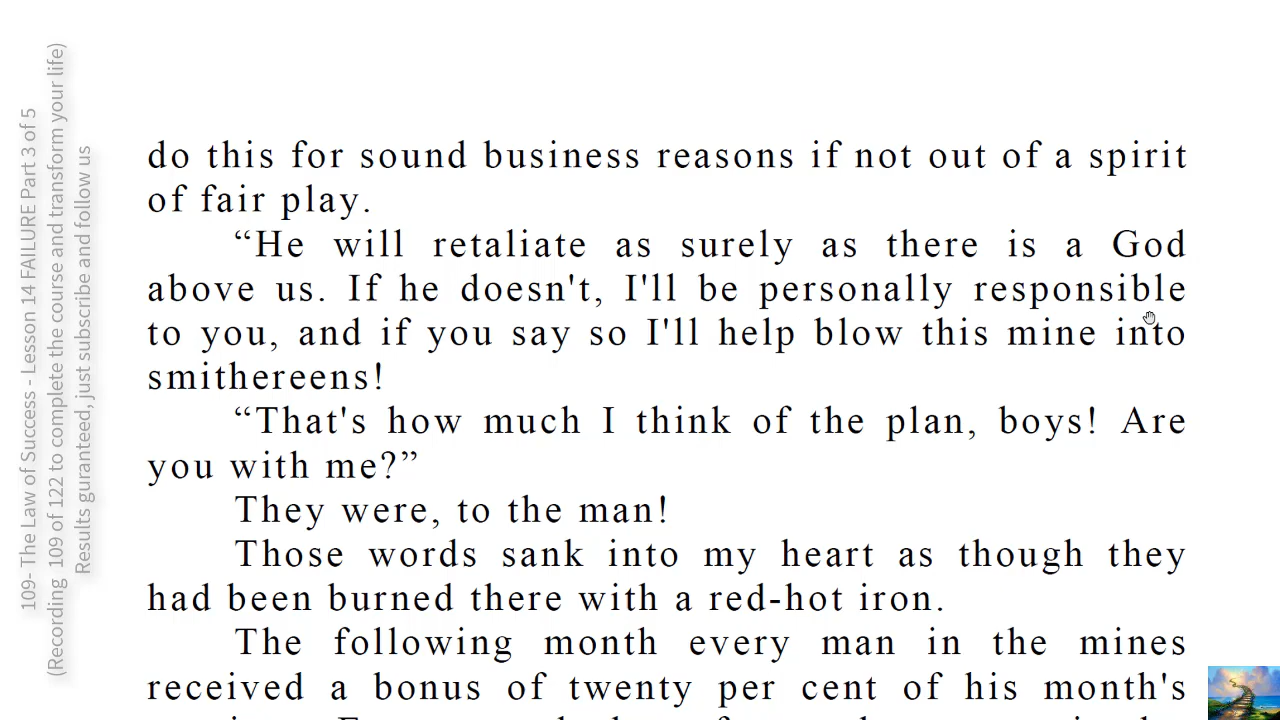 109- The Law of Success - Lesson 14 FAILURE Part 3 of 5
(Recording 109 of 122 to complete the course and transform your life)
Results guranteed, just subscribe and follow us
do this for sound business reasons if not out of a spirit
of fair play.
“He will retaliate as surely as there is a God
above us. If he doesn't, I'll be personally responsible
to you, and if you say so I'll help blow this mine into
smithereens!
“That's how much I think of the plan, boys! Are
you with me?”
They were, to the man!
Those words sank into my heart as though they
had been burned there with a red-hot iron.
The following month every man in the mines
received a bonus of twenty per cent of his month's